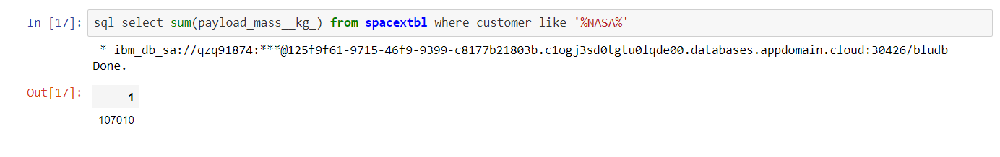 In [17]: sql select sum(payload_mass__kg_) from spacextbl where customer like '%NASA%'
* ibm_db_sa://qzq91874:***@125f9f61-9715-46f9-9399-c8177b21803b.c1ogj3sd0tgtu0lqde00.databases.appdomain.cloud:30426/bludb
Done.
Out[17]: 1
107010